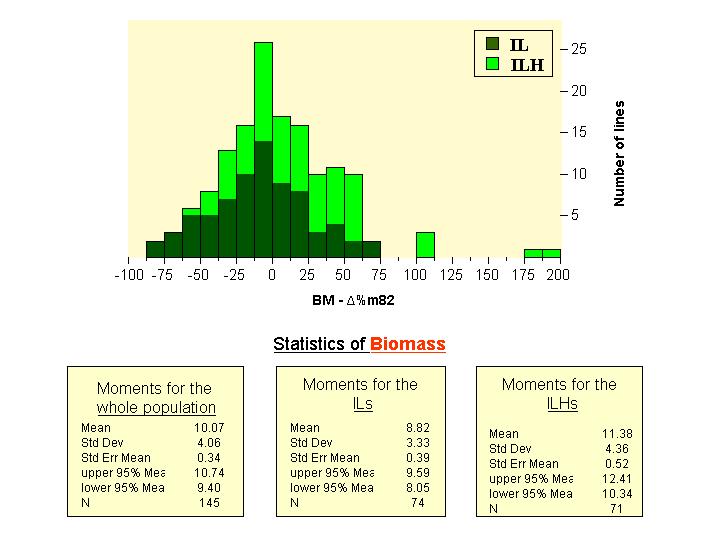 IL
ILH
25
20
15
10
5
Number of lines
-100 -75 -50 -25 0 25 50 75 100 125 150 175 200
BM - Δ%m82
Statistics of Biomass
Moments for the
whole population
Mean 10.07
Std Dev 4.06
Std Err Mean 0.34
upper 95% Mea 10.74
lower 95% Mea 9.40
N 145
Moments for the
ILs
Mean 8.82
Std Dev 3.33
Std Err Mean 0.39
upper 95% Mea 9.59
lower 95% Mea 8.05
N 74
Moments for the
ILHs
Mean 11.38
Std Dev 4.36
Std Err Mean 0.52
upper 95% Mea 12.41
lower 95% Mea 10.34
N 71